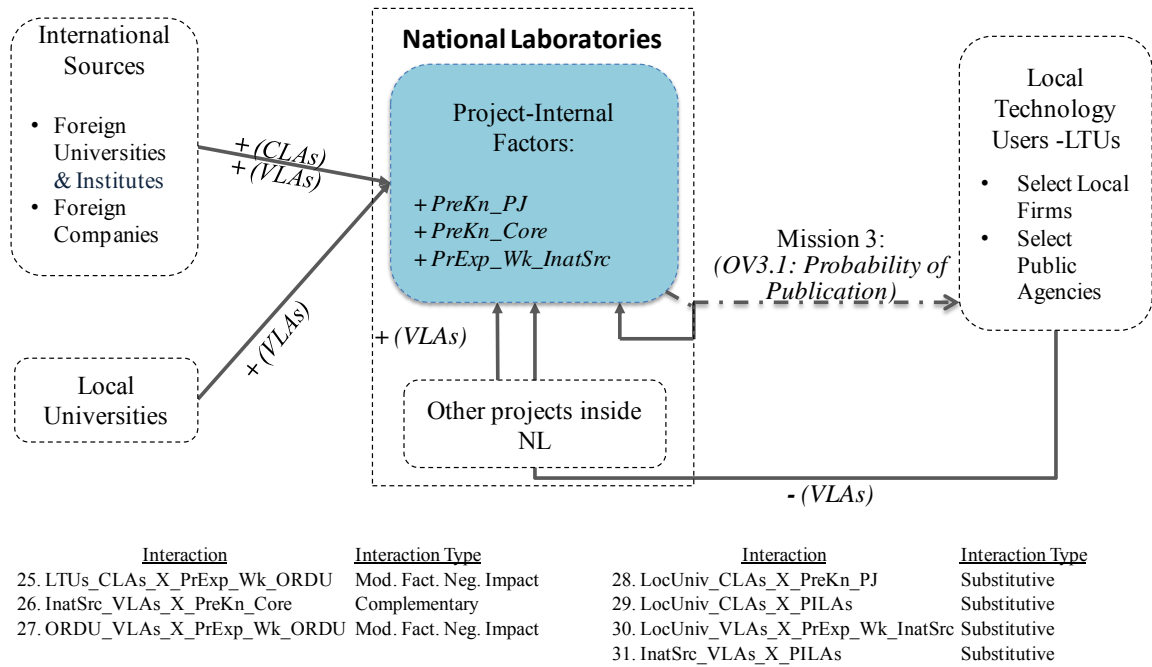 International
Sources
• Foreign
Universities
& Institutes
• Foreign
Companies
+ (CLAs)
+ (VLAs)
+ (VLAs)
Local
Universities
National Laboratories
Project-Internal
Factors:
+ PreKn_PJ
+ PreKn_Core
+ PrExp_Wk_InatSrc
+ (VLAs)
Other projects inside
NL
Mission 3:
(OV3.1: Probability of
Publication)
Local
Technology
Users -LTUs
• Select Local
Firms
• Select
Public
Agencies
- (VLAs)
Interaction Interaction Type
25. LTUs_CLAs_X_PrExp_Wk_ORDU Mod. Fact. Neg. Impact
26. InatSrc_VLAs_X_PreKn_Core Complementary
27. ORDU_VLAs_X_PrExp_Wk_ORDU Mod. Fact. Neg. Impact
Interaction Interaction Type
28. LocUniv_CLAs_X_PreKn_PJ Substitutive
29. LocUniv_CLAs_X_PILAs Substitutive
30. LocUniv_VLAs_X_PrExp_Wk_InatSrc Substitutive
31. InatSrc_VLAs_X_PILAs Substitutive